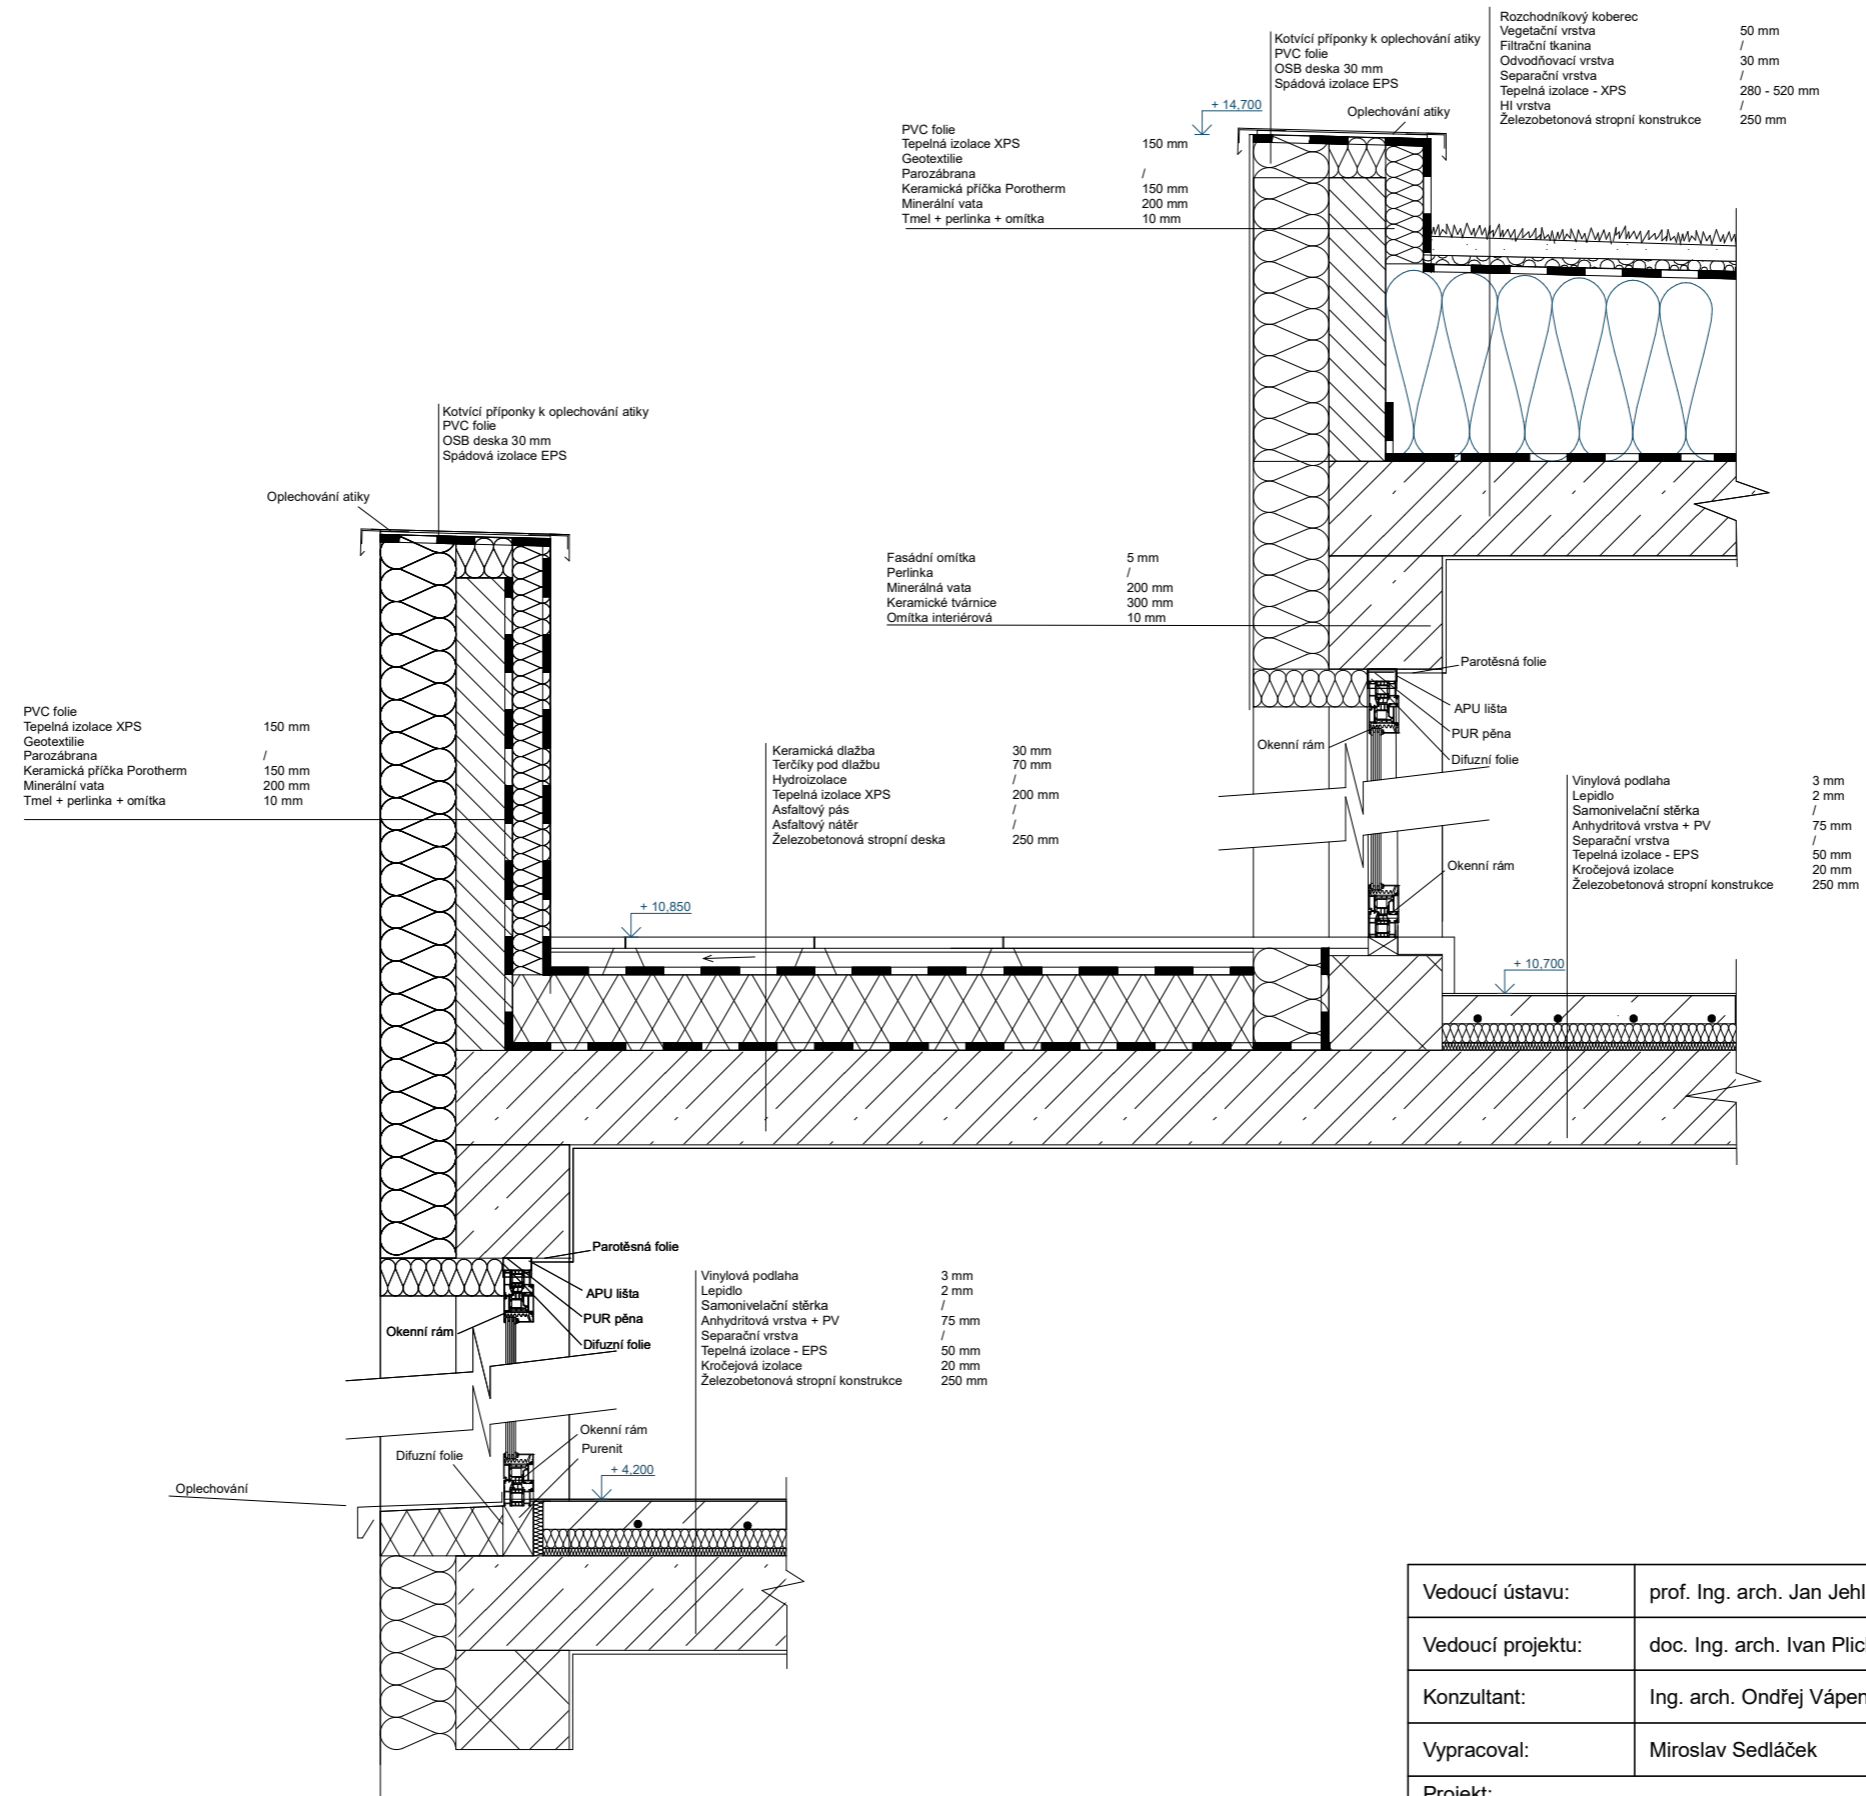 Rozchodníkový koberec
Vegetační vrstva 50 mm
Filtrační tkanina /
Odvodňovací vrstva 30 mm
Separační vrstva /
Tepelná izolace - XPS 280 - 520 mm
HI vrstva /
Železobetonová stropní konstrukce 250 mm
Kotvící příponky k oplechování atiky
PVC folie
OSB deska 30 mm
Spádová izolace EPS
+ 14,700
Oplechování atiky
PVC folie
Tepelná izolace XPS 150 mm
Geotextilie
Parozábrana /
Keramická příčka Porotherm 150 mm
Minerální vata 200 mm
Tmel + perlinka + omítka 10 mm
Kotvící příponky k oplechování atiky
PVC folie
OSB deska 30 mm
Spádová izolace EPS
Oplechování atiky
Fasádní omítka 5 mm
Perlinka /
Minerálná vata 200 mm
Keramické tvárnice 300 mm
Omítka interiérová 10 mm
Parotěsná folie
APU lišta
PUR pěna
Okenní rám
Difuzní folie
PVC folie
Tepelná izolace XPS 150 mm
Geotextilie
Parozábrana /
Keramická příčka Porotherm 150 mm
Minerální vata 200 mm
Tmel + perlinka + omítka 10 mm
Keramická dlažba 30 mm
Terčíky pod dlažbu 70 mm
Hydroizolace /
Tepelná izolace XPS 200 mm
Asfaltový pás /
Asfaltový nátěr /
Železobetonová stropní deska 250 mm
Vinylová podlaha 3 mm
Lepidlo 2 mm
Samonivelační stěrka /
Anhydritová vrstva + PV 75 mm
Separační vrstva /
Tepelná izolace - EPS 50 mm
Kročejová izolace 20 mm
Železobetonová stropní konstrukce 250 mm
Okenní rám
+ 10,850
+ 10,700
Parotěsná folie
APU lišta
PUR pěna
Okenní rám
Difuzní folie
Vinylová podlaha 3 mm
Lepidlo 2 mm
Samonivelační stěrka /
Anhydritová vrstva + PV 75 mm
Separační vrstva /
Tepelná izolace - EPS 50 mm
Kročejová izolace 20 mm
Železobetonová stropní konstrukce 250 mm
Okenní rám
Purenit
Difuzní folie
+ 4,200
Oplechování
Vedoucí ústavu: prof. Ing. arch. Jan Jehl
Vedoucí projektu: doc. Ing. arch. Ivan
Konzultant: Ing. arch. Ondřej
Vypracoval: Miroslav Sedláček
Projekt: